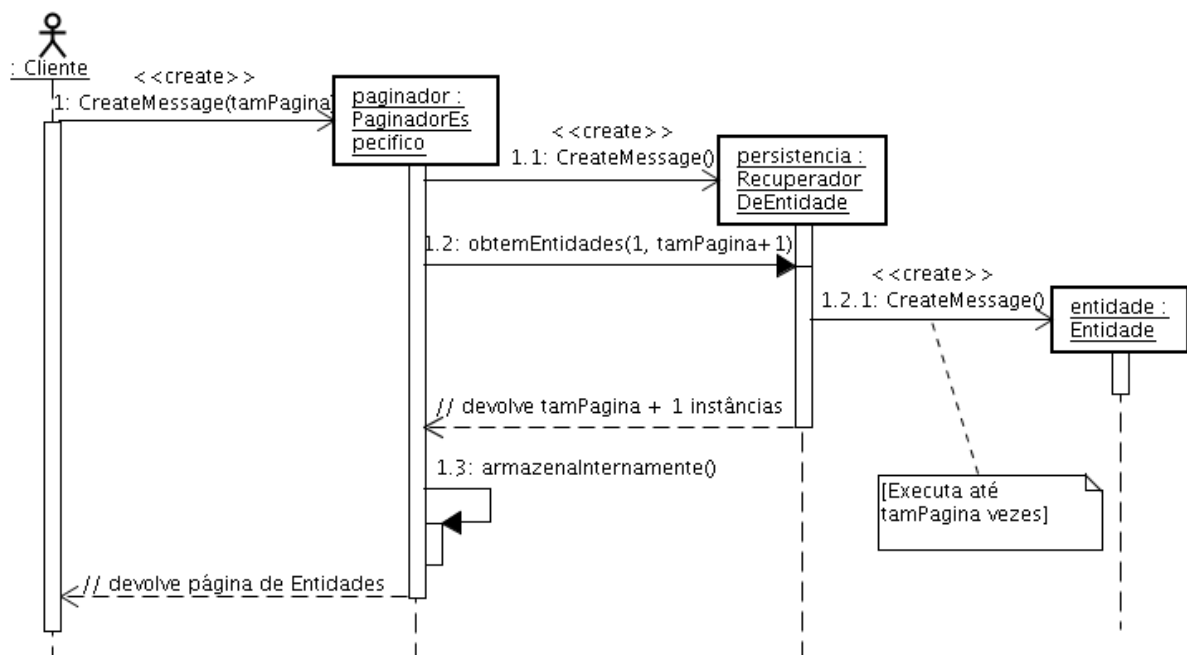 : Cliente
<<create>>
1: CreateMessage(tamPagina)
paginador :
PaginadorEs
pecifico
<<create>>
1.1: CreateMessage()
persistencia :
Recuperador
DeEntidade
1.2: obtemEntidades(1, tamPagina+1)
<<create>>
1.2.1: CreateMessage()
entidade :
Entidade
// devolve tamPagina + 1 instâncias
1.3: armazenaInternamente()
[Executa até
tamPagina vezes]
// devolve página de Entidades